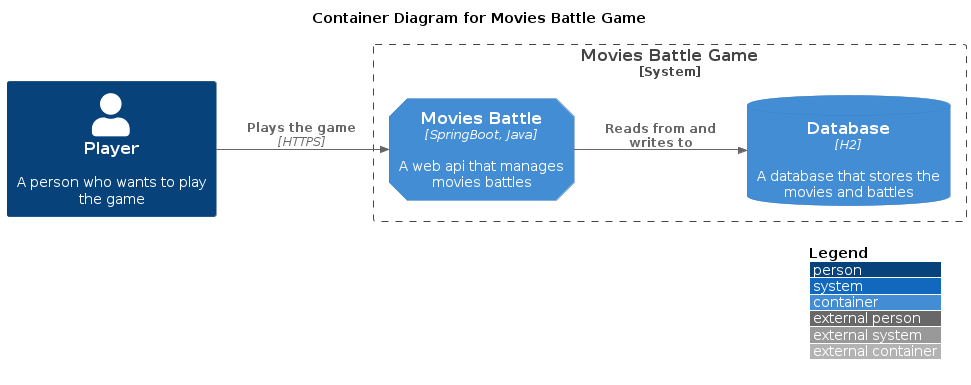 Container Diagram for Movies Battle Game
Player
A person who wants to play
the game
Plays the game
[HTTPS]
Movies Battle Game
[System]
Movies Battle
[SpringBoot, Java]
A web api that manages
movies battles
Reads from and
writes to
Database
[H2]
A database that stores the
movies and battles
Legend
person
system
container
external person
external system
external container